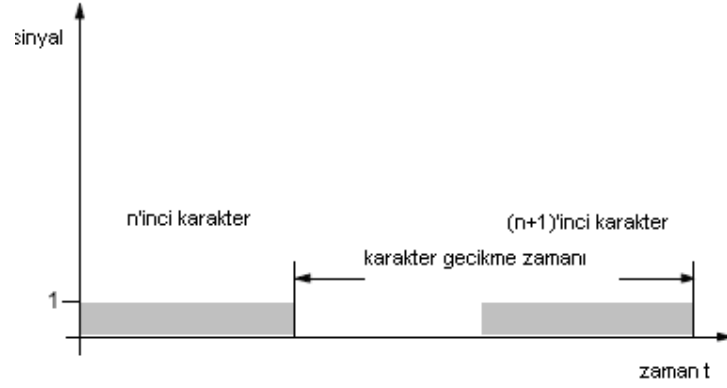 sinyal
n'inci karakter
(n+1)'inci karakter
karakter gecikme zamanı
1
zaman t